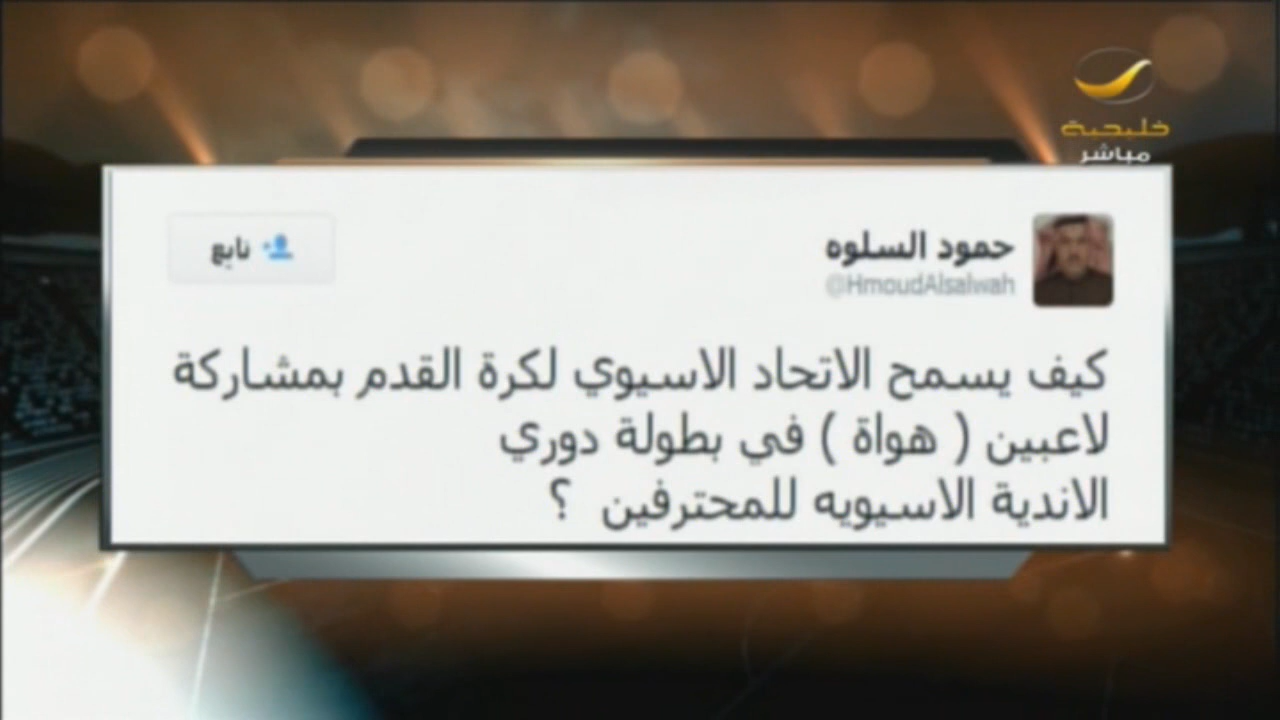 خليجية
مباشر
حمود السلوه
@HmoudAlsalwah
تابع
كيف يسمح الاتحاد الاسيوي لكرة القدم بمشاركة
لاعبين ( هواة ) في بطولة دوري
الاندية الاسيويه للمحترفين ؟